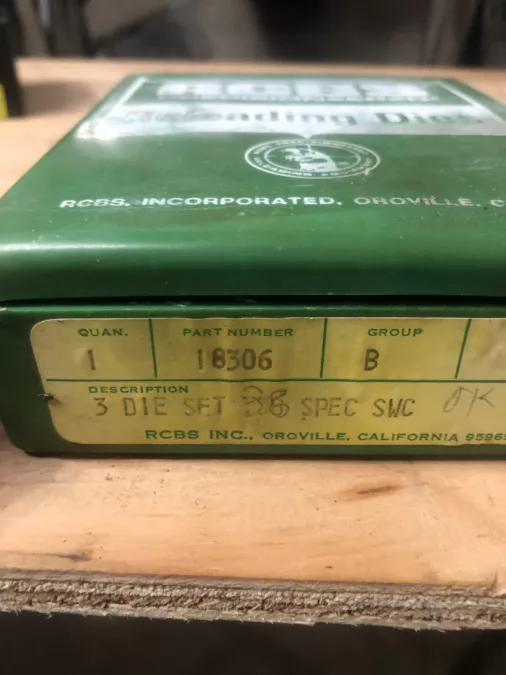 RCBS
Reloading Dies
RCBS. INCORPORATED. OROVILLE, C
QUAN. PART NUMBER GROUP
1 18306 B
DESCRIPTION
3 DIE SET 38 SPEC SWC OK
RCBS INC., OROVILLE, CALIFORNIA 9596